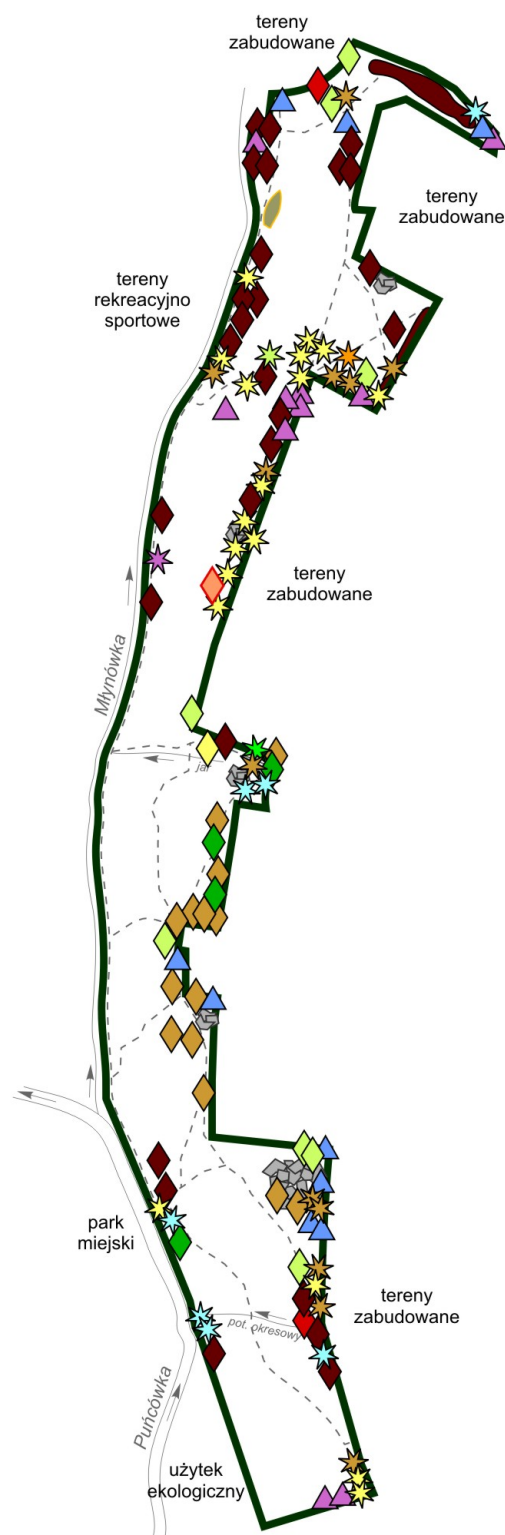 tereny
zabudowane
tereny
zabudowane
tereny
rekreacyjno
sportowe
tereny
zabudowane
Młynówka
jar
park
miejski
tereny
zabudowane
pot. okresowy
Puńcówka
użytek
ekologiczny